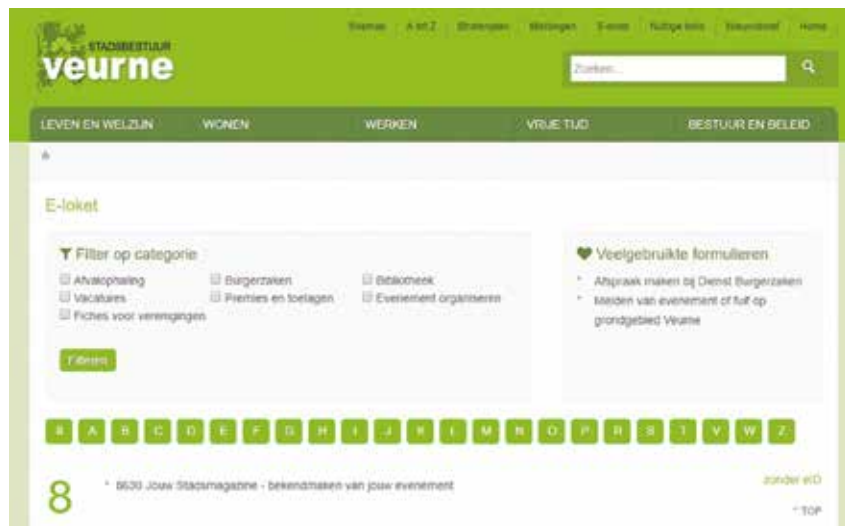 Sitemap A tot Z Stratenplan Meldingen E-loket Nuttige links Nieuwsbrief Home
STADSBESTUUR
veurne
Zoeken...
LEVEN EN WELZIJN WONEN WERKEN VRIJE TIJD BESTUUR EN BELEID
E-loket
Filter op categorie
Afvalophaling Burgerzaken Bibliotheek
Vacatures Premies en toelagen Evenement organiseren
Fiches voor verenigingen
Filteren
Veelgebruikte formulieren
Afspraak maken bij Dienst Burgerzaken
Melden van evenement of fuif op
grondgebied Veurne
8 A B C D E F G H I J K L M N O P R S T V W Z
8
8630 Jouw Stadsmagazine - bekendmaken van jouw evenement
zonder eID
^ TOP